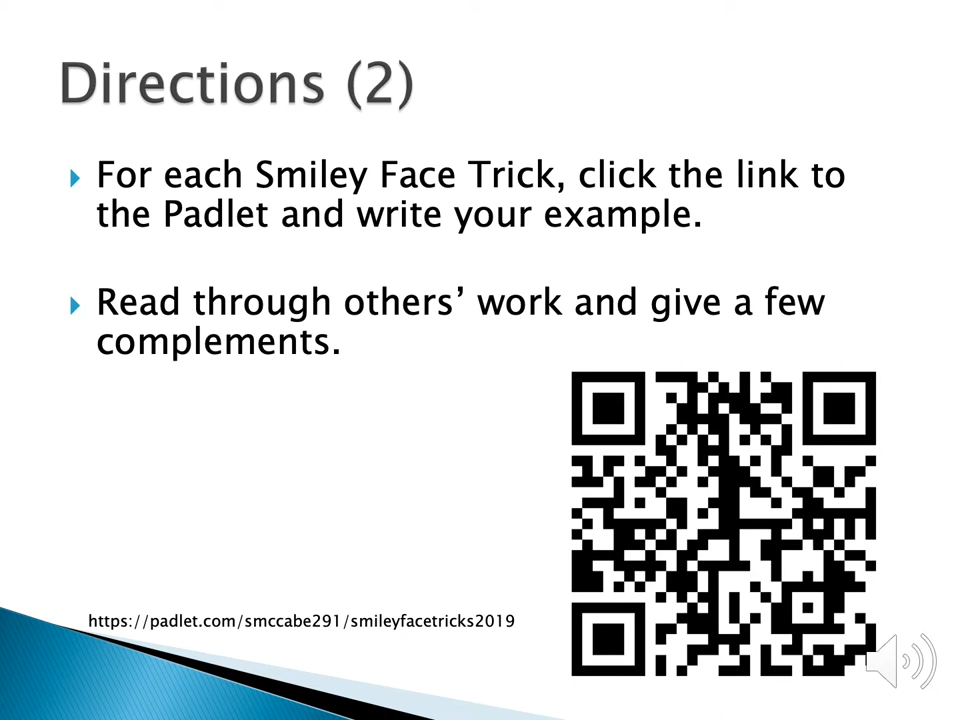 Directions (2)
For each Smiley Face Trick, click the link to
the Padlet and write your example.
Read through others’ work and give a few
complements.
https://padlet.com/smccabe291/smileyfacetricks2019